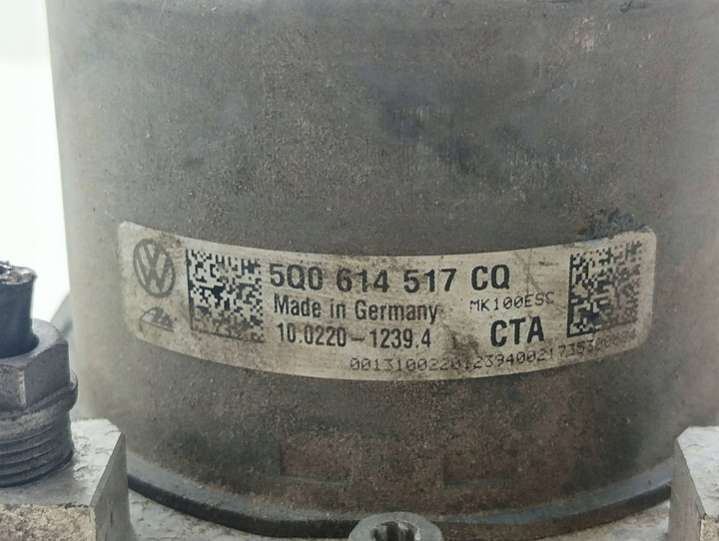 5Q0 614 517 CQ
Made in Germany MK100ESC
10.0220-1239.4 CTA